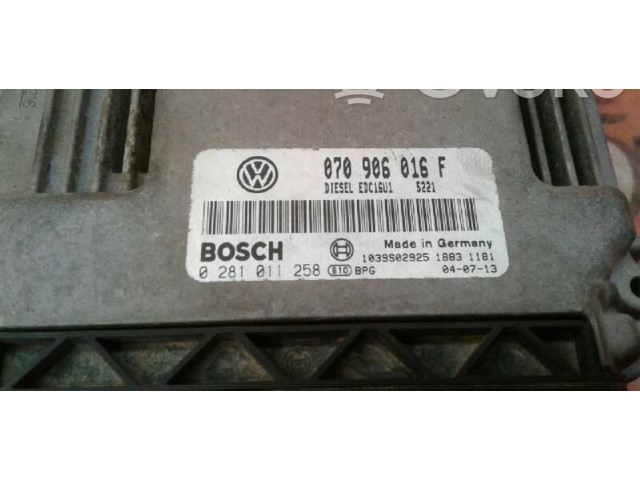 070 906 016 F
DIESEL EDC16U1 5221
BOSCH
Made in Germany
1039S02925 1883 1181
0 281 011 258 BPG 04-07-13